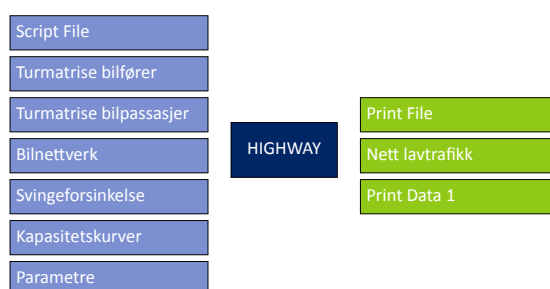 Script File
Turmatrise bilfører
Turmatrise bilpassasjer
Bilnettverk
Svingeforsinkelse
Kapasitetskurver
Parametre
HIGHWAY
Print File
Nett lavtrafikk
Print Data 1